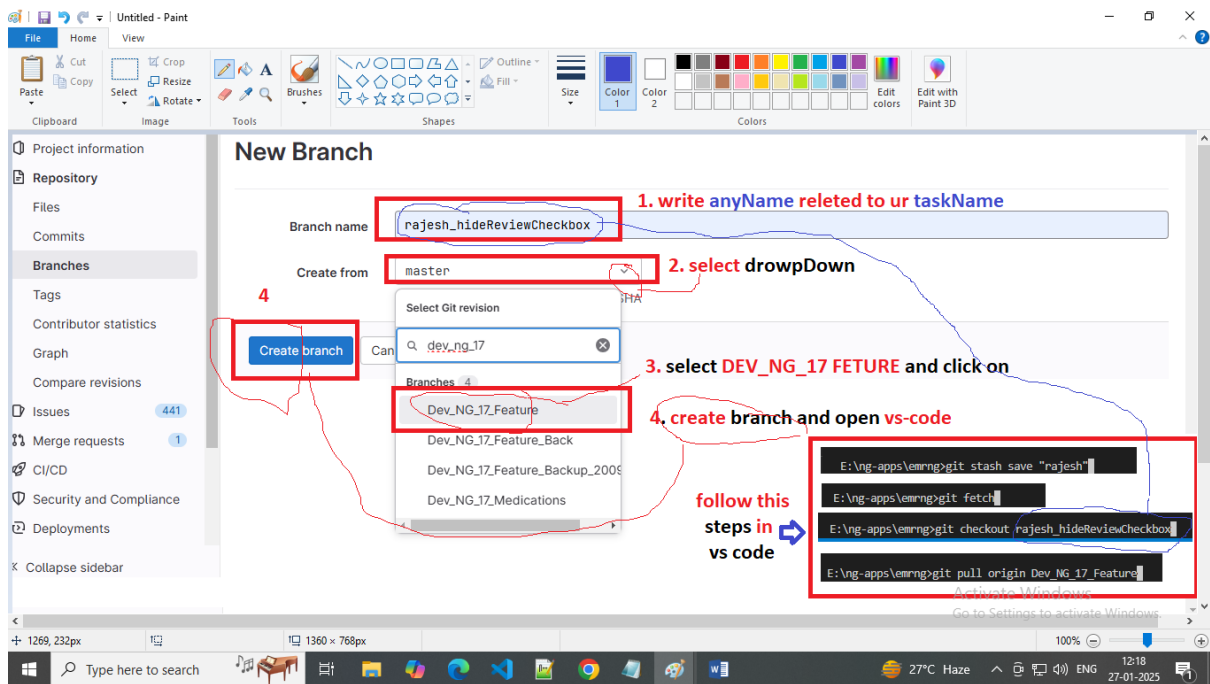 Untitled - Paint
File Home View
Paste
Cut
Copy
Clipboard
Select
Crop
Resize
Rotate
Image
Tools
Brushes
Outline
Fill
Shapes
Size
Color 1
Color 2
Edit colors
Colors
Edit with Paint 3D
Project information
Repository
Files
Commits
Branches
Tags
Contributor statistics
Graph
Compare revisions
Issues 441
Merge requests 1
CI/CD
Security and Compliance
Deployments
Collapse sidebar
New Branch
1. write anyName releted to ur taskName
Branch name rajesh_hideReviewCheckbox
Create from master
2. select drowpDown
SHA
4
Select Git revision
Create branch Can
dev_ng_17
3. select DEV_NG_17 FETURE and click on
Branches 4
Dev_NG_17_Feature
4. create branch and open vs-code
Dev_NG_17_Feature_Back
Dev_NG_17_Feature_Backup_2009
Dev_NG_17_Medications
follow this
steps in
vs code
E:\ng-apps\emrng>git stash save "rajesh"
E:\ng-apps\emrng>git fetch
E:\ng-apps\emrng>git checkout rajesh_hideReviewCheckbox
E:\ng-apps\emrng>git pull origin Dev_NG_17_Feature
Activate Windows
Go to Settings to activate Windows.
1269, 232px
1360 × 768px
100%
Type here to search
27°C Haze
ENG
12:18
27-01-2025
1